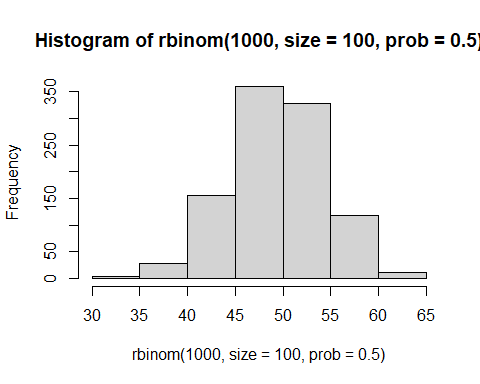 Histogram of rbinom(1000, size = 100, prob = 0.5)
350
250
150
50
0
Frequency
30 35 40 45 50 55 60 65
rbinom(1000, size = 100, prob = 0.5)